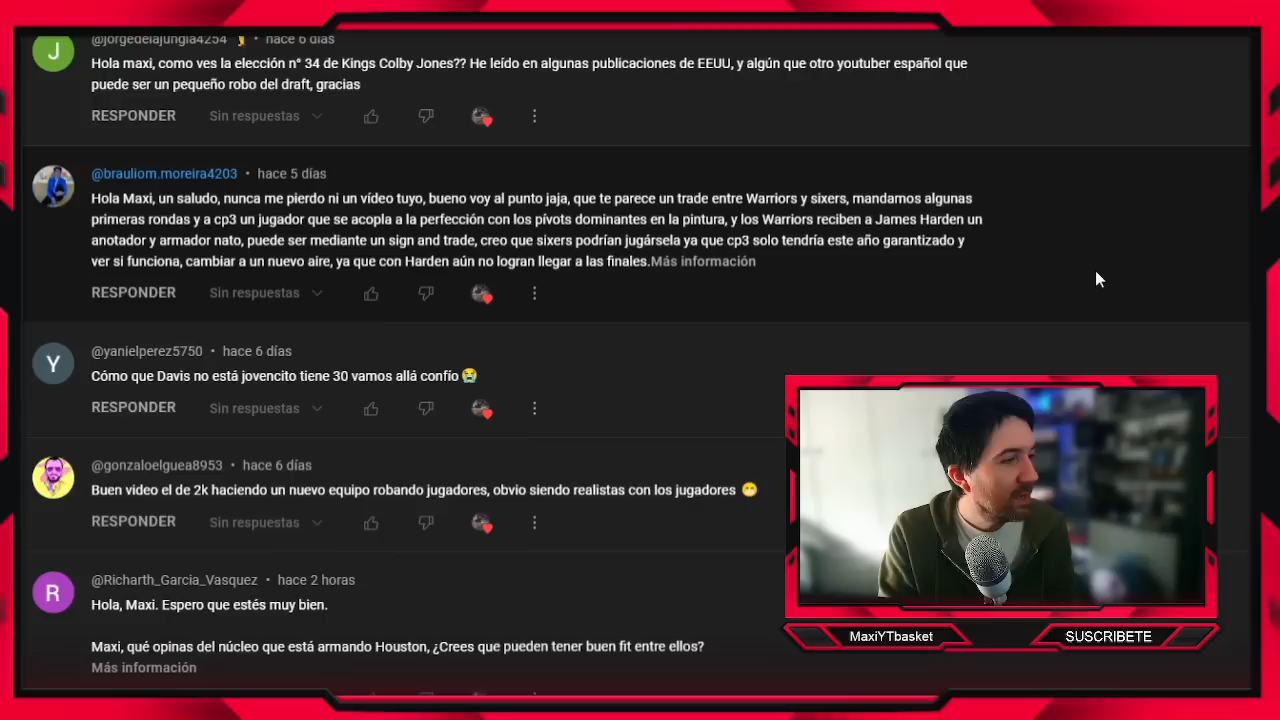 @jorgedelajungla4254 • hace 6 días
Hola maxi, como ves la elección n° 34 de Kings Colby Jones?? He leído en algunas publicaciones de EEUU, y algún que otro youtuber español que
puede ser un pequeño robo del draft, gracias
RESPONDER Sin respuestas
@brauliom.moreira4203 • hace 5 días
Hola Maxi, un saludo, nunca me pierdo ni un vídeo tuyo, bueno voy al punto jaja, que te parece un trade entre Warriors y sixers, mandamos algunas
primeras rondas y a cp3 un jugador que se acopla a la perfección con los pívots dominantes en la pintura, y los Warriors reciben a James Harden un
anotador y armador nato, puede ser mediante un sign and trade, creo que sixers podrían jugársela ya que cp3 solo tendría este año garantizado y
ver si funciona, cambiar a un nuevo aire, ya que con Harden aún no logran llegar a las finales.Más información
RESPONDER Sin respuestas
@yanielperez5750 • hace 6 días
Cómo que Davis no está jovencito tiene 30 vamos allá confío 😭
RESPONDER Sin respuestas
@gonzaloelguea8953 • hace 6 días
Buen video el de 2k haciendo un nuevo equipo robando jugadores, obvio siendo realistas con los jugadores 😁
RESPONDER Sin respuestas
@Richarth_Garcia_Vasquez • hace 2 horas
Hola, Maxi. Espero que estés muy bien.
Maxi, qué opinas del núcleo que está armando Houston, ¿Crees que pueden tener buen fit entre ellos?
Más información
J
Y
R
MaxiYTbasket
SUSCRIBETE